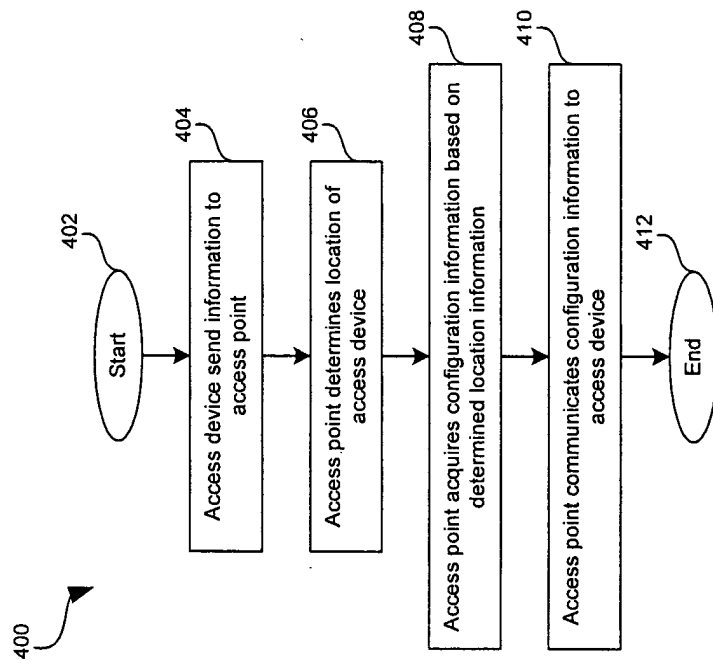 400
402
Start
404
Access device send information to
access point
406
Access point determines location of
access device
408
Access point acquires configuration information based on
determined location information
410
Access point communicates configuration information to
access device
412
End